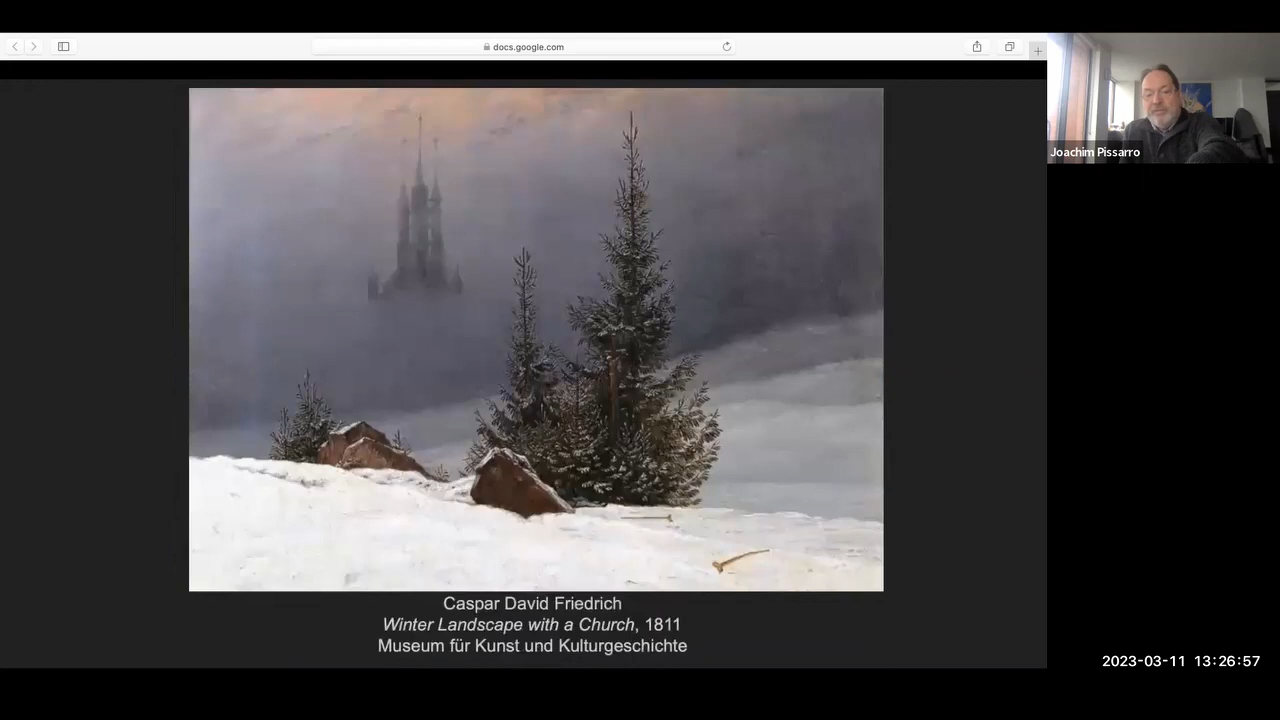 docs.google.com
Joachim Pissarro
Caspar David Friedrich
Winter Landscape with a Church, 1811
Museum für Kunst und Kulturgeschichte
2023-03-11 13:26:57